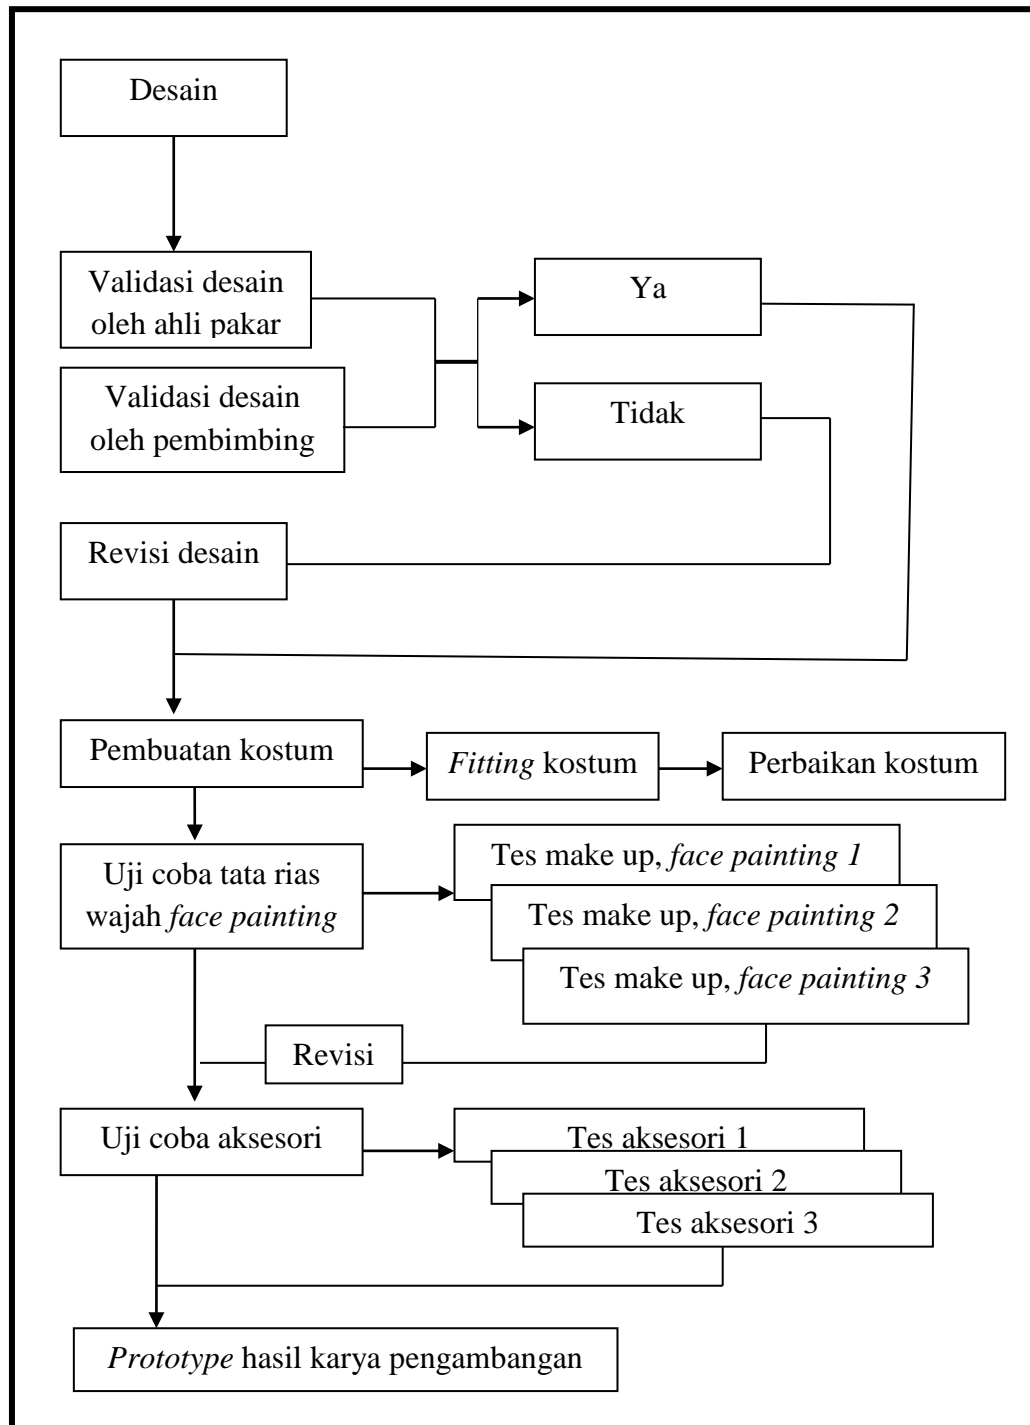 Desain
Validasi desain
oleh ahli pakar
Ya
Validasi desain
oleh pembimbing
Tidak
Revisi desain
Pembuatan kostum
Fitting kostum
Perbaikan kostum
Uji coba tata rias
wajah face painting
Tes make up, face painting 1
Tes make up, face painting 2
Tes make up, face painting 3
Revisi
Uji coba aksesori
Tes aksesori 1
Tes aksesori 2
Tes aksesori 3
Prototype hasil karya pengambangan